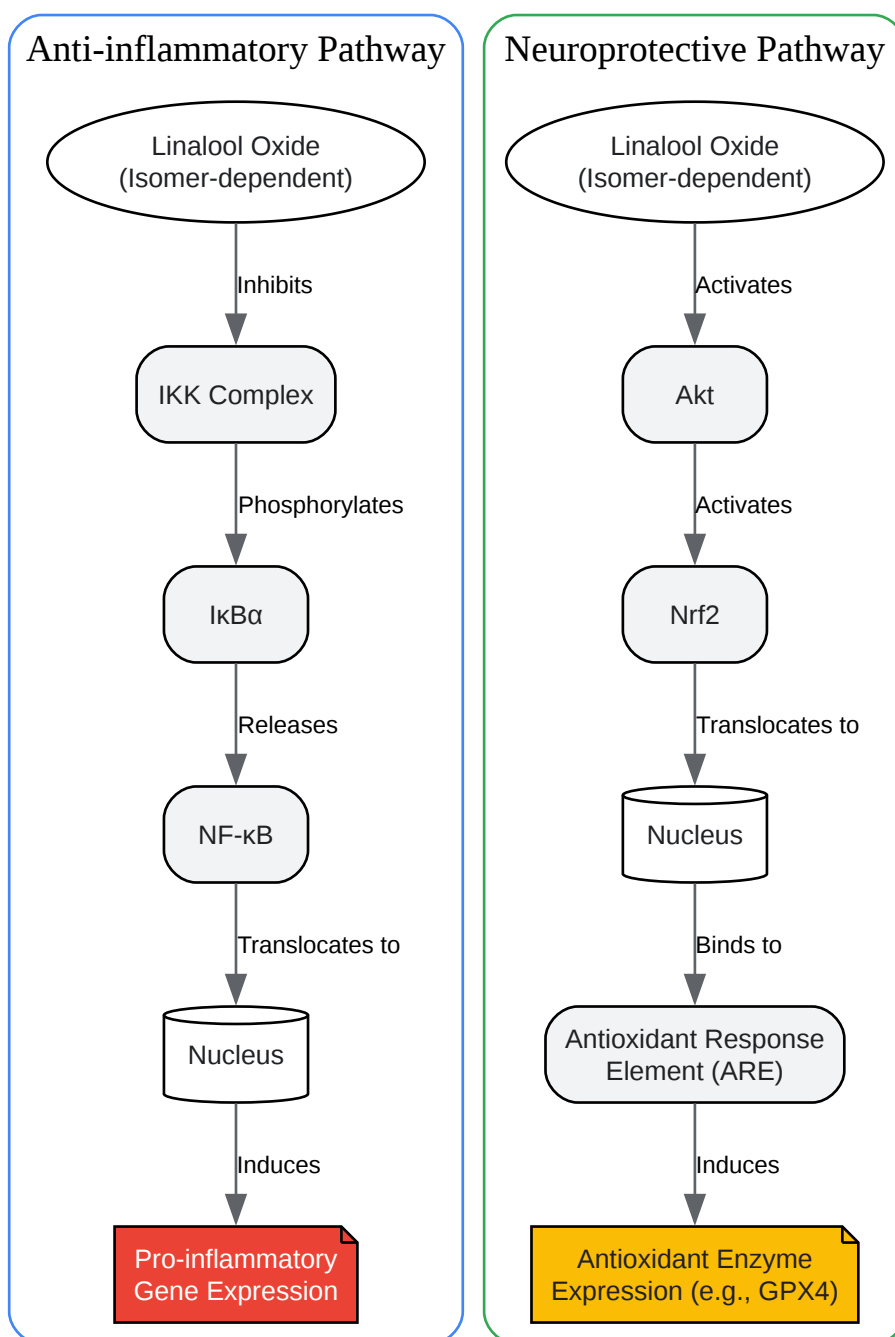 Anti-inflammatory Pathway
Linalool Oxide
(Isomer-dependent)
Inhibits
IKK Complex
Phosphorylates
IκBα
Releases
NF-κB
Translocates to
Nucleus
Induces
Pro-inflammatory
Gene Expression
Neuroprotective Pathway
Linalool Oxide
(Isomer-dependent)
Activates
Akt
Activates
Nrf2
Translocates to
Nucleus
Binds to
Antioxidant Response
Element (ARE)
Induces
Antioxidant Enzyme
Expression (e.g., GPX4)